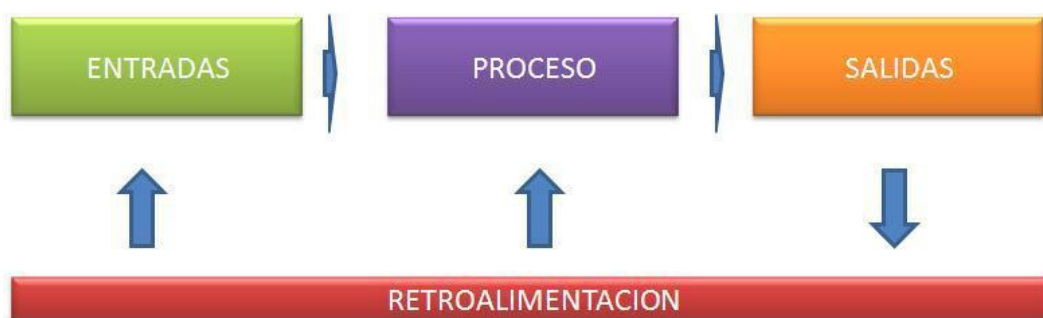 ENTRADAS
PROCESO
SALIDAS
RETROALIMENTACION